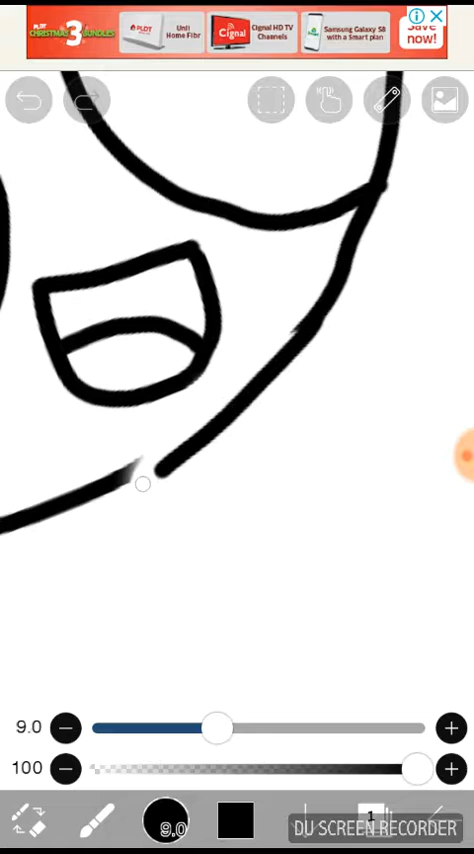 PLDT
CHRISTMAS 3 BUNDLES
Unli
Home Fibr
Cignal
Cignal HD TV
Channels
Samsung Galaxy S8
with a Smart plan
Save
now!
9.0
100
9.0
1
DU SCREEN RECORDER